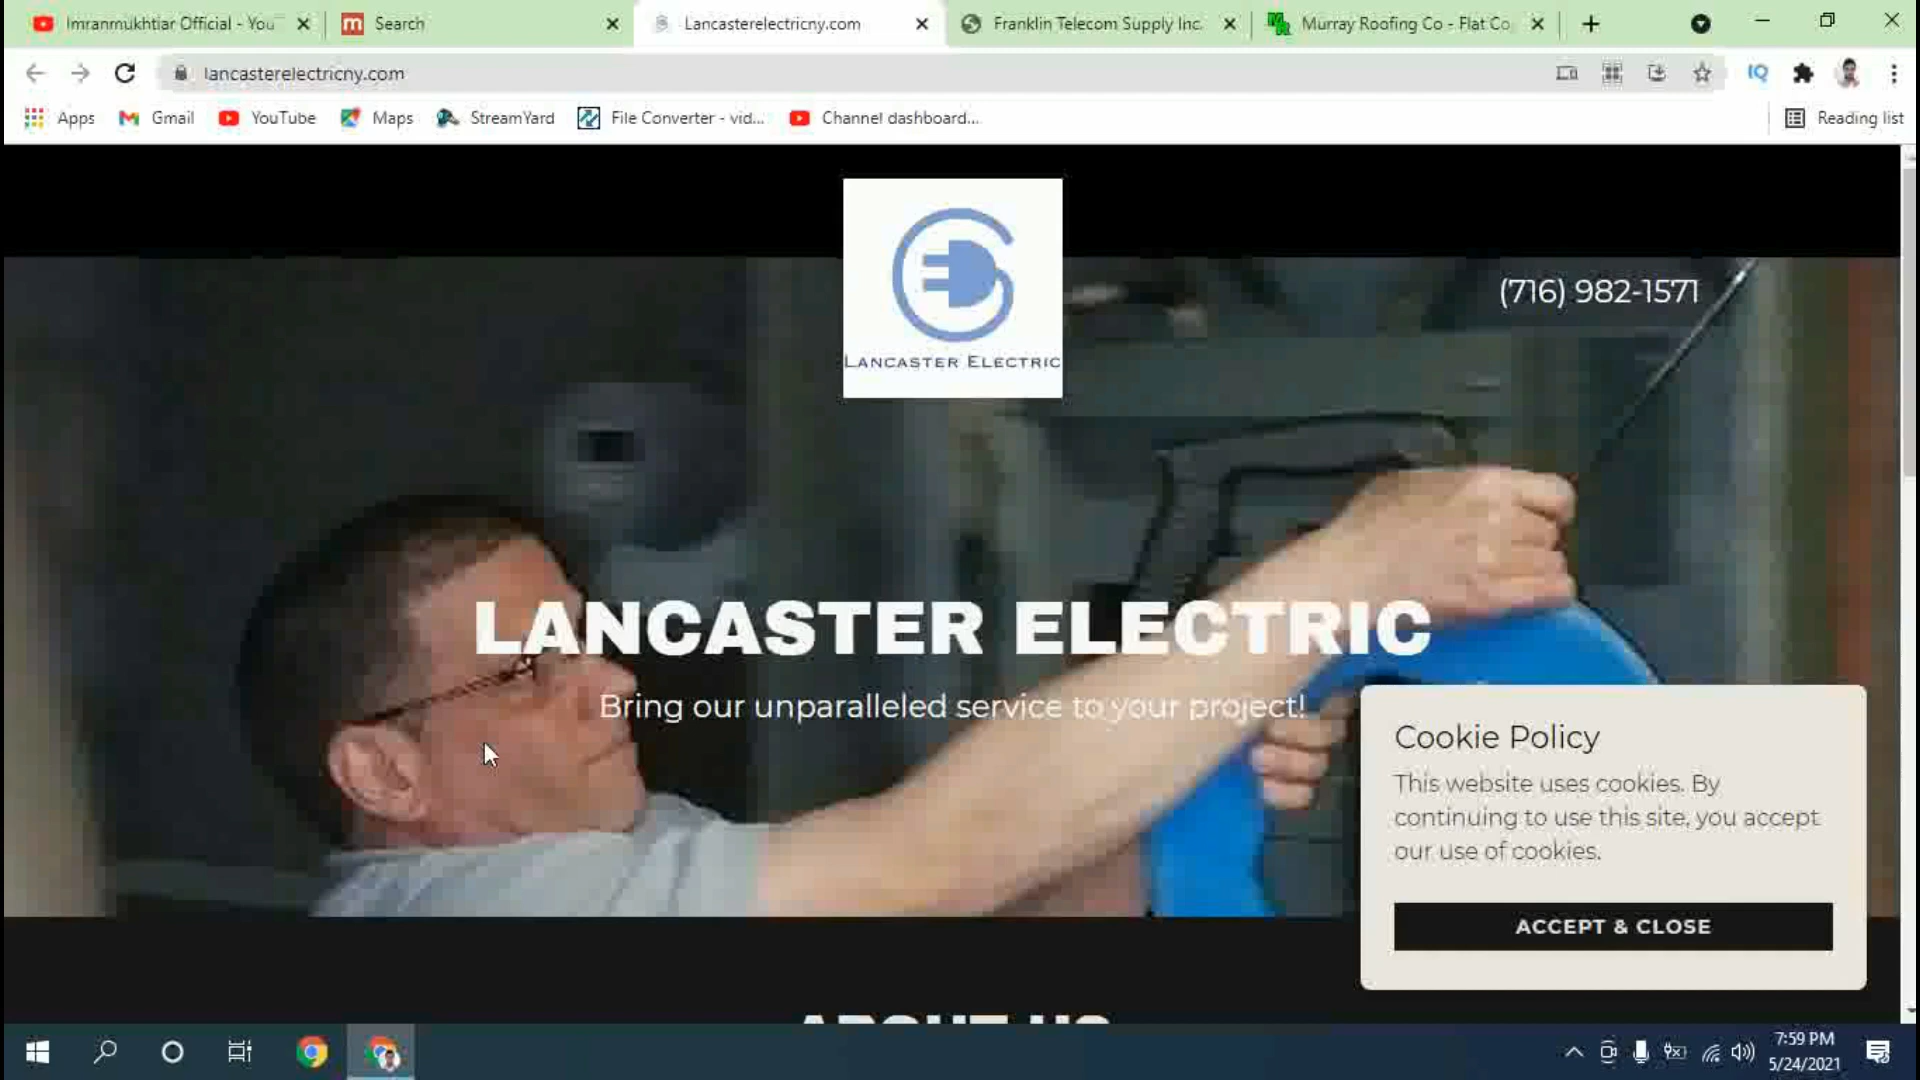 Imranmukhtiar Official - You
Search
Lancasterelectricny.com
Franklin Telecom Supply Inc.
Murray Roofing Co - Flat Co
lancasterelectricny.com
IQ
Apps
Gmail
YouTube
Maps
StreamYard
File Converter - vid...
Channel dashboard...
Reading list
LANCASTER ELECTRIC
(716) 982-1571
LANCASTER ELECTRIC
Bring our unparalleled service to your project!
Cookie Policy
This website uses cookies. By
continuing to use this site, you accept
our use of cookies.
ACCEPT & CLOSE
ABOUT US
7:59 PM
5/24/2021